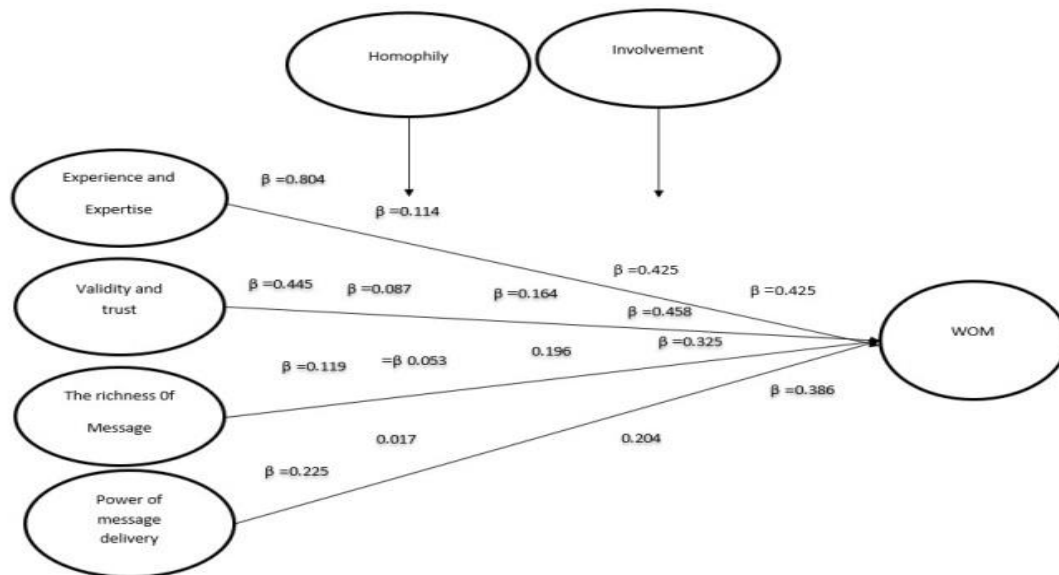 Homophily
Involvement
Experience and
Expertise
β =0.804
β =0.114
Validity and
trust
β =0.445
β =0.087
β =0.164
β =0.425
β =0.425
β =0.458
WOM
The richness 0f
Message
β =0.119
=β 0.053
0.196
β =0.325
β =0.386
Power of
message
delivery
β =0.225
0.017
0.204